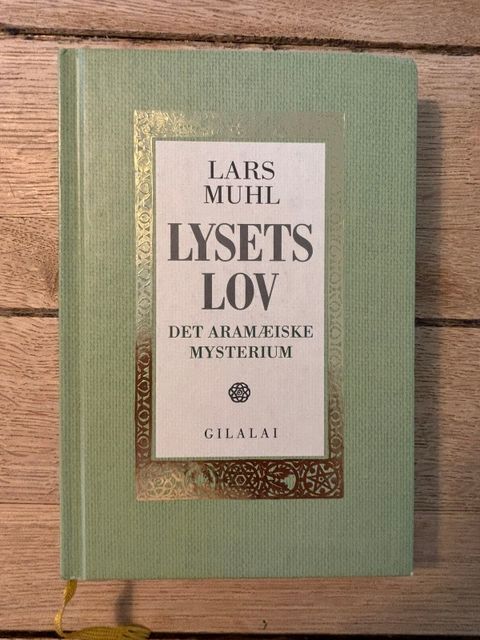 LARS
MUHL
LYSETS
LOV
DET ARAMÆISKE
MYSTERIUM
GILALAI